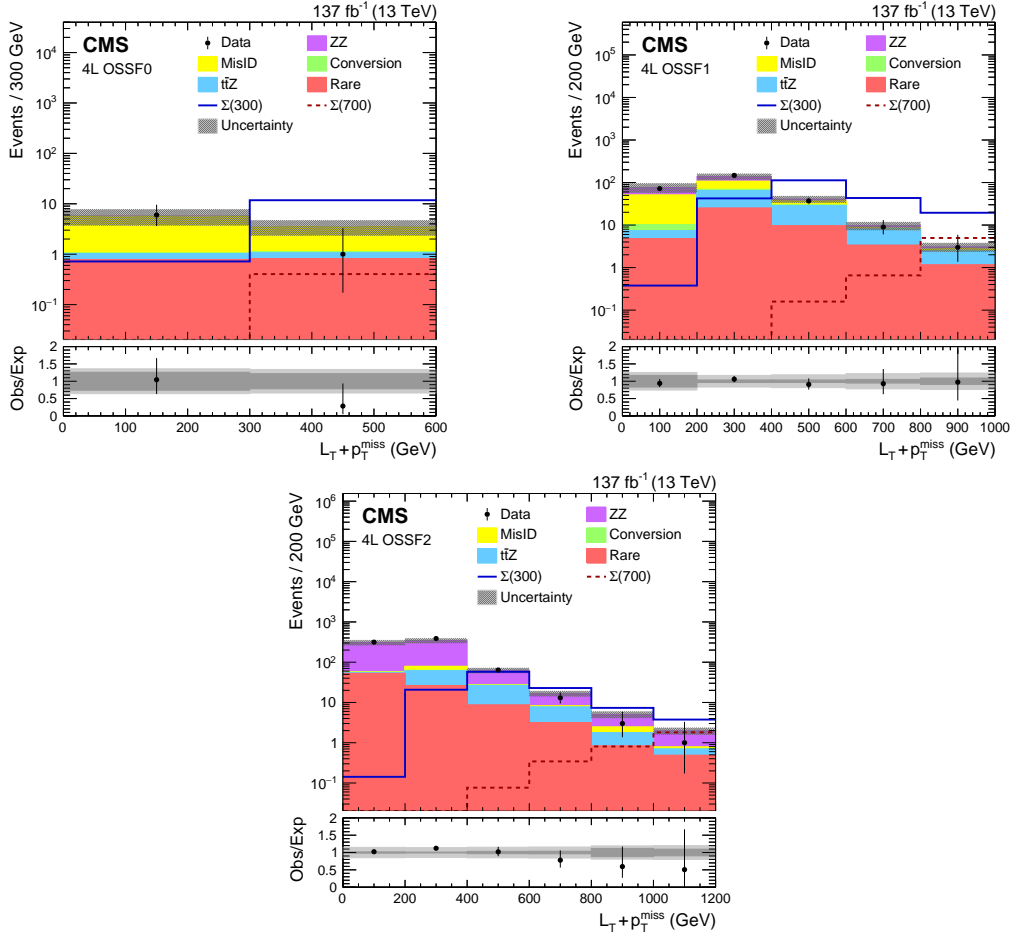 137 fb⁻¹ (13 TeV)
CMS
4L OSSF0
Data
ZZ
MisID
Conversion
tt̄Z
Rare
Σ(300)
Σ(700)
Uncertainty
Events / 300 GeV
10⁴
10³
10²
10
1
10⁻¹
Obs/Exp
2
1.5
1
0.5
0
0 100 200 300 400 500 600
L_T + p_T^miss (GeV)
137 fb⁻¹ (13 TeV)
CMS
4L OSSF1
Data
ZZ
MisID
Conversion
tt̄Z
Rare
Σ(300)
Σ(700)
Uncertainty
Events / 200 GeV
10⁵
10⁴
10³
10²
10
1
10⁻¹
Obs/Exp
2
1.5
1
0.5
0
0 100 200 300 400 500 600 700 800 900 1000
L_T + p_T^miss (GeV)
137 fb⁻¹ (13 TeV)
CMS
4L OSSF2
Data
ZZ
MisID
Conversion
tt̄Z
Rare
Σ(300)
Σ(700)
Uncertainty
Events / 200 GeV
10⁶
10⁵
10⁴
10³
10²
10
1
10⁻¹
Obs/Exp
2
1.5
1
0.5
0
0 200 400 600 800 1000 1200
L_T + p_T^miss (GeV)